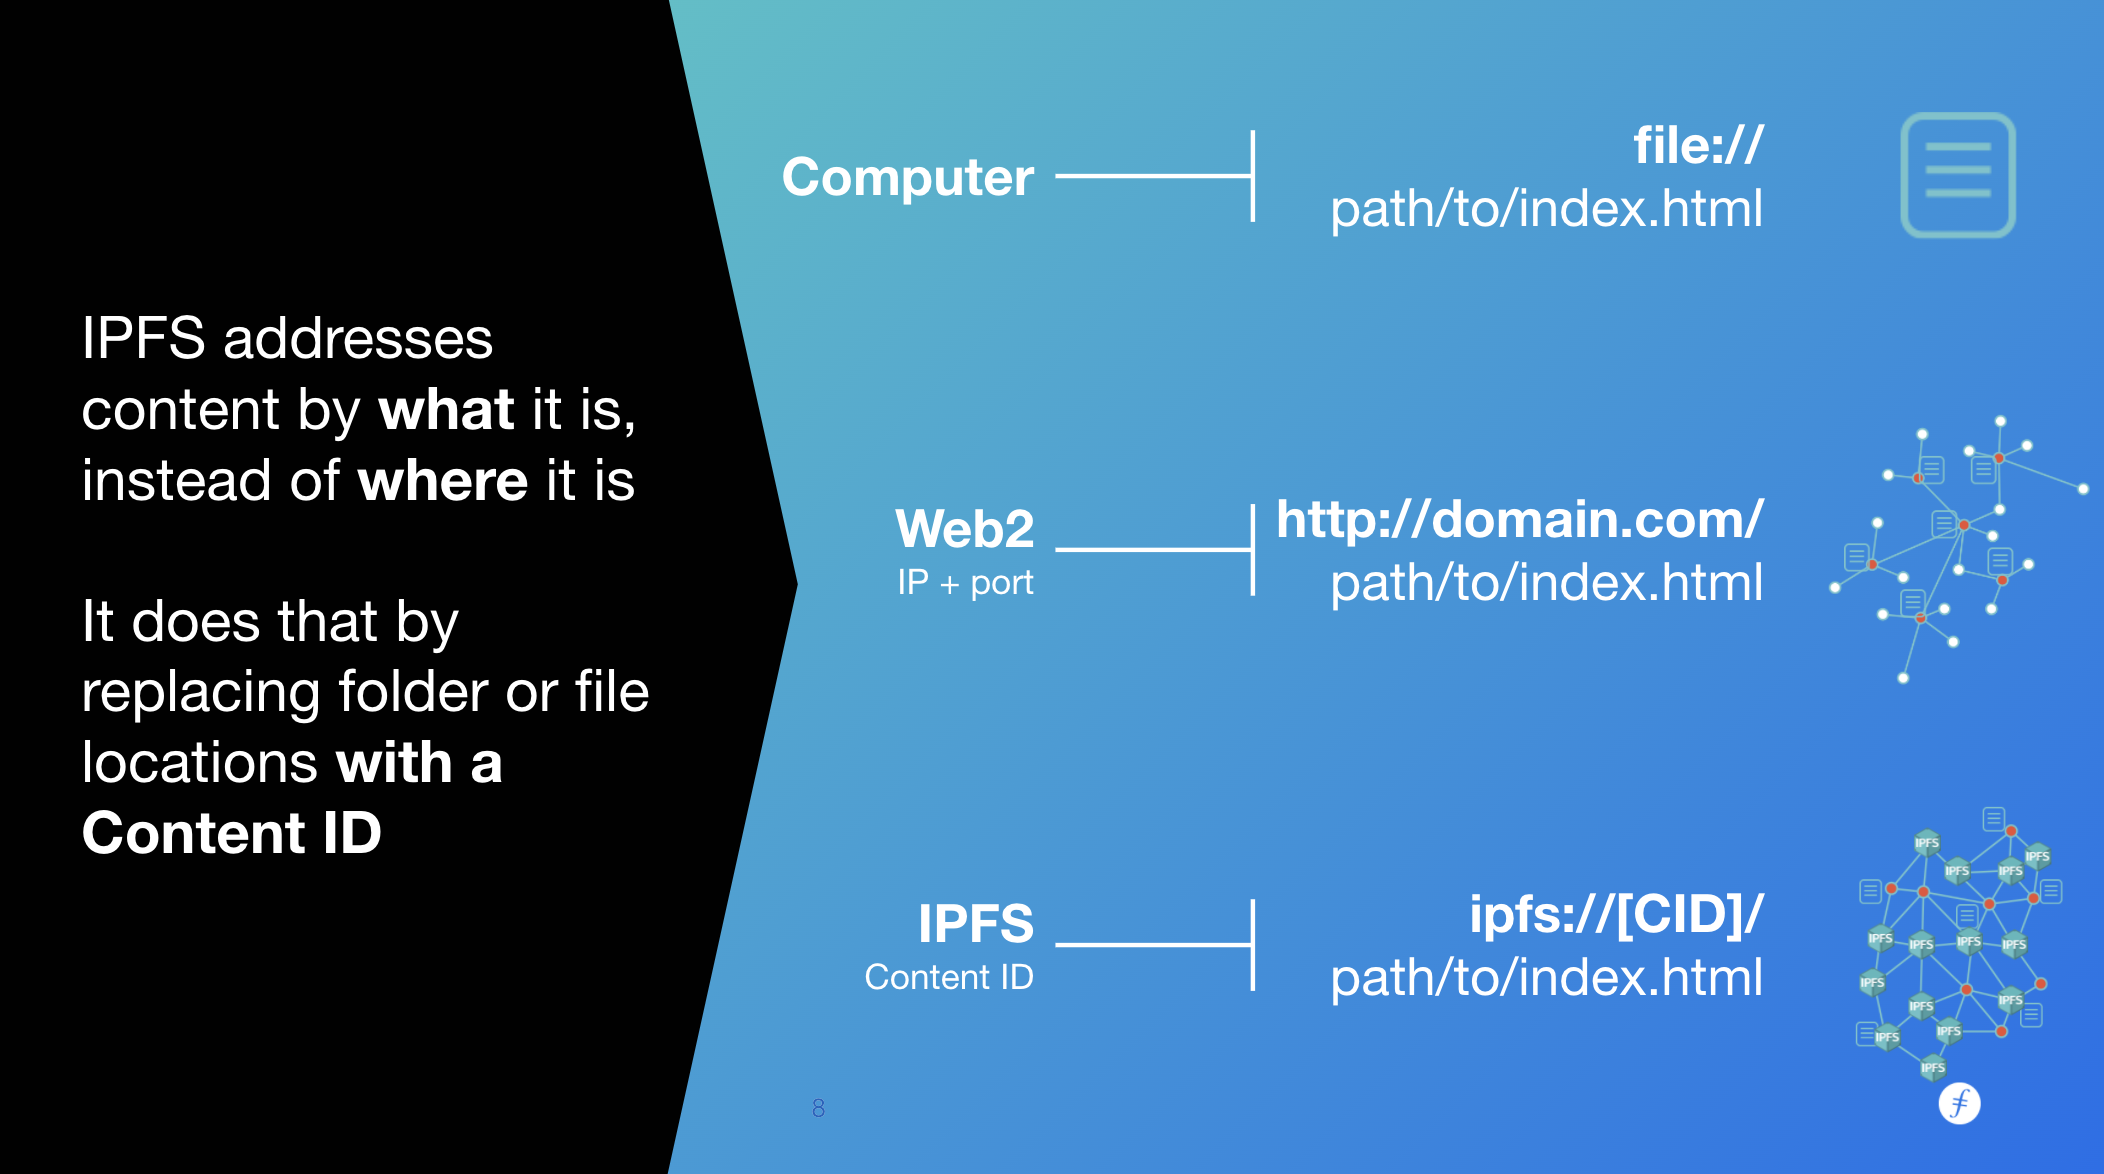 IPFS addresses
content by what it is,
instead of where it is
It does that by
replacing folder or file
locations with a
Content ID
Computer
file://
path/to/index.html
Web2
IP + port
http://domain.com/
path/to/index.html
IPFS
Content ID
ipfs://[CID]/
path/to/index.html
IPFS
IPFS
IPFS
IPFS
IPFS
IPFS
IPFS
IPFS
IPFS
IPFS
IPFS
IPFS
IPFS
IPFS
8